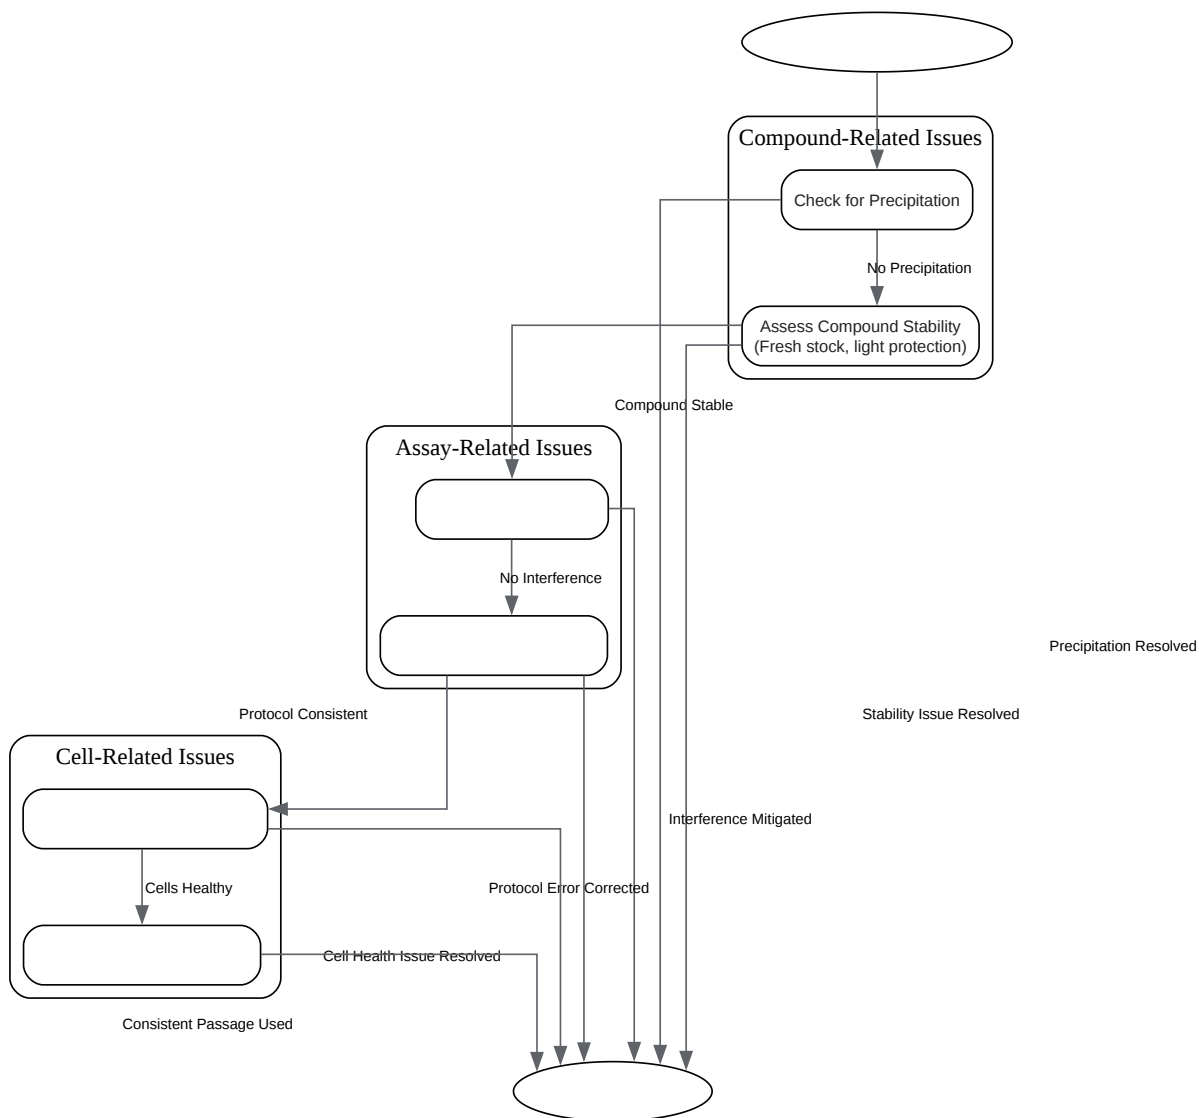 Compound-Related Issues
Check for Precipitation
No Precipitation
Assess Compound Stability
(Fresh stock, light protection)
Compound Stable
Assay-Related Issues
No Interference
Precipitation Resolved
Protocol Consistent
Stability Issue Resolved
Cell-Related Issues
Interference Mitigated
Cells Healthy
Protocol Error Corrected
Cell Health Issue Resolved
Consistent Passage Used